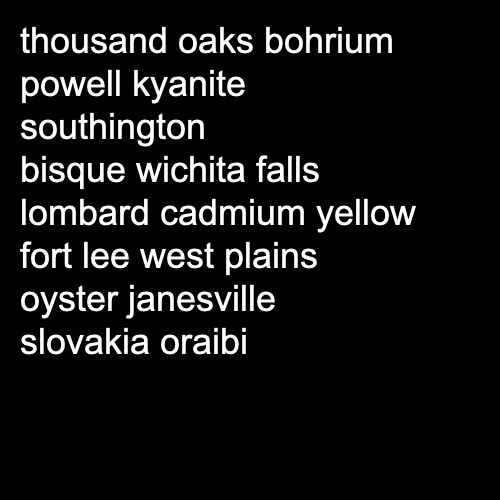 thousand oaks bohrium
powell kyanite
southington
bisque wichita falls
lombard cadmium yellow
fort lee west plains
oyster janesville
slovakia oraibi